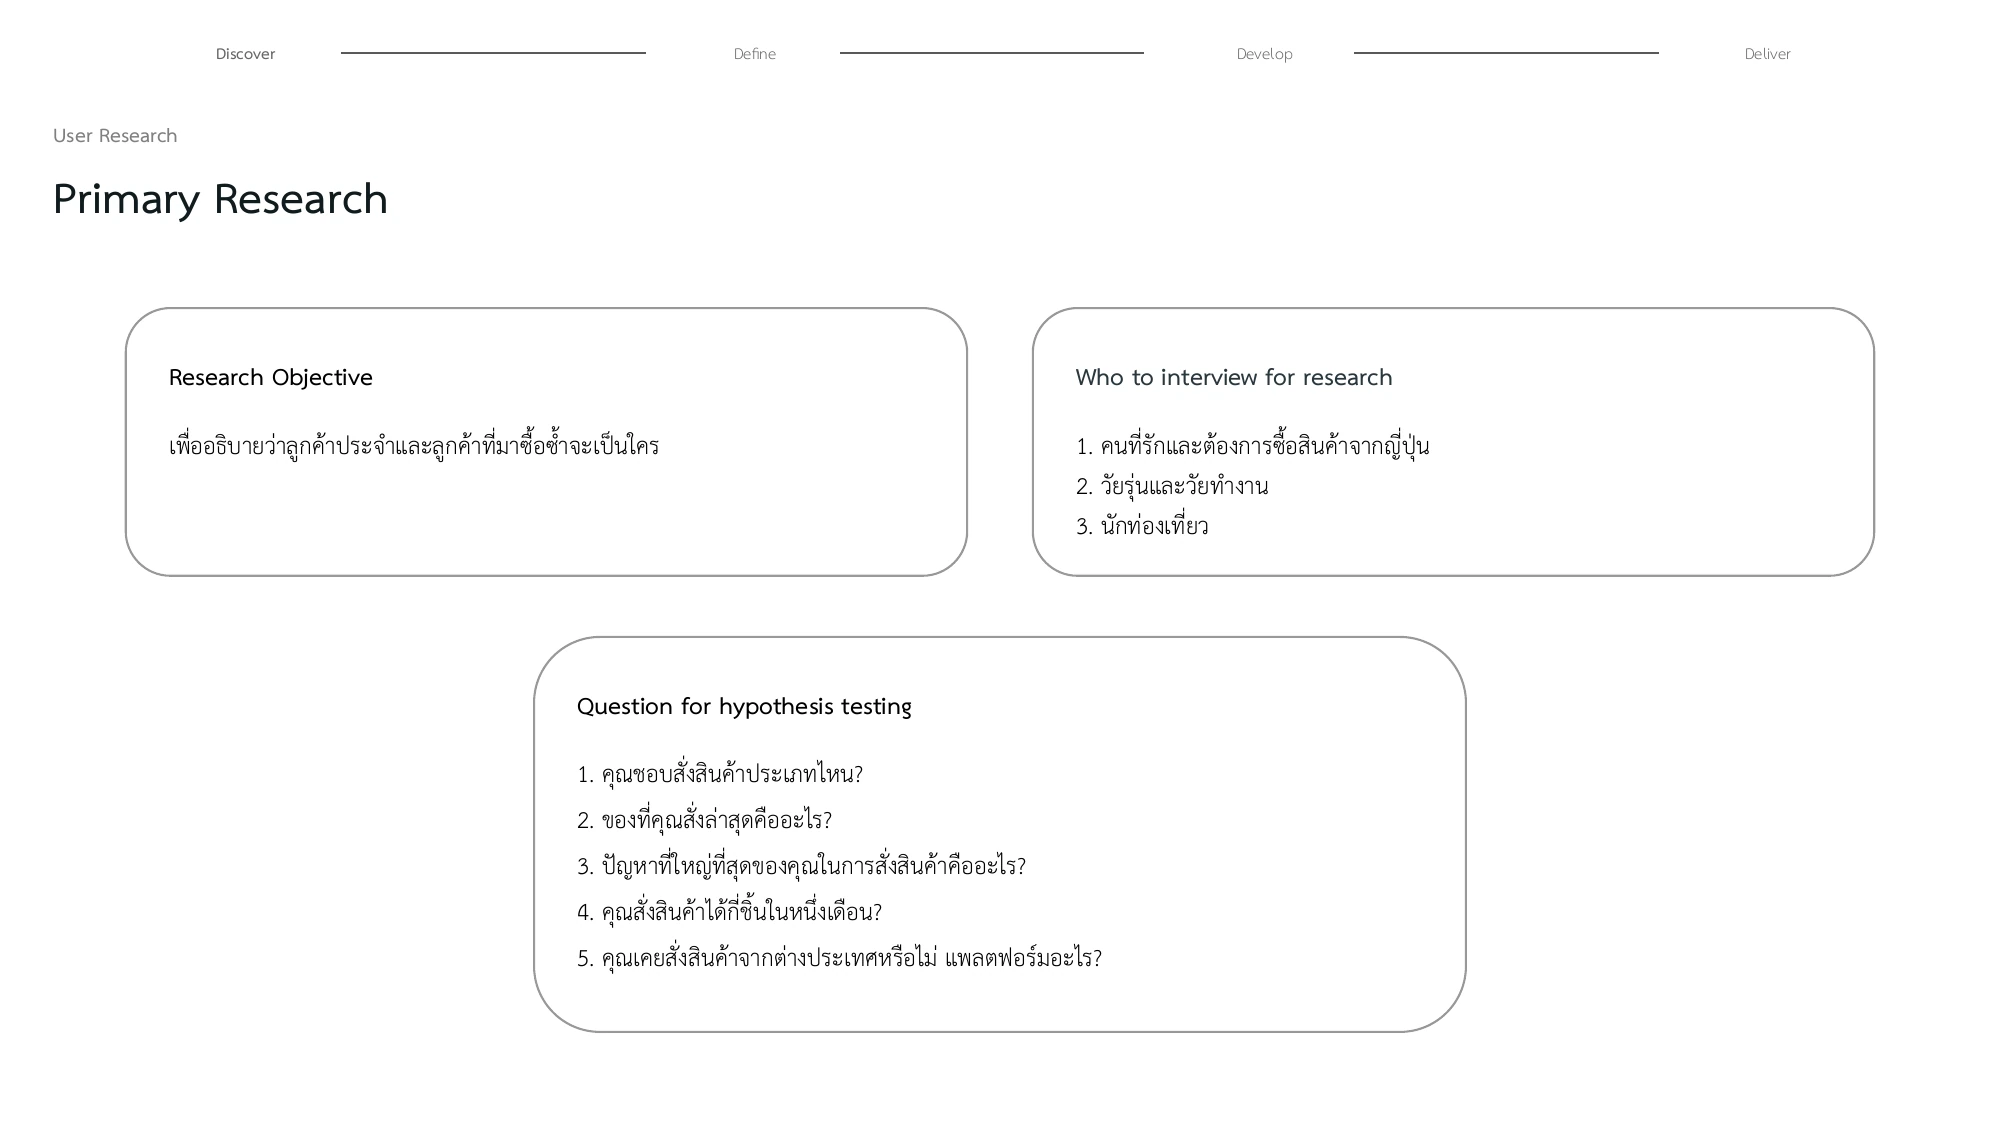 Discover
Define
Develop
Deliver
User Research
Primary Research
Research Objective
เพื่ออธิบายว่าลูกค้าประจำและลูกค้าที่มาซื้อซ้ำจะเป็นใคร
Who to interview for research
1. คนที่รักและต้องการซื้อสินค้าจากญี่ปุ่น
2. วัยรุ่นและวัยทำงาน
3. นักท่องเที่ยว
Question for hypothesis testing
1. คุณชอบสั่งสินค้าประเภทไหน?
2. ของที่คุณสั่งล่าสุดคืออะไร?
3. ปัญหาที่ใหญ่ที่สุดของคุณในการสั่งสินค้าคืออะไร?
4. คุณสั่งสินค้าได้กี่ชิ้นในหนึ่งเดือน?
5. คุณเคยสั่งสินค้าจากต่างประเทศหรือไม่ แพลตฟอร์มอะไร?